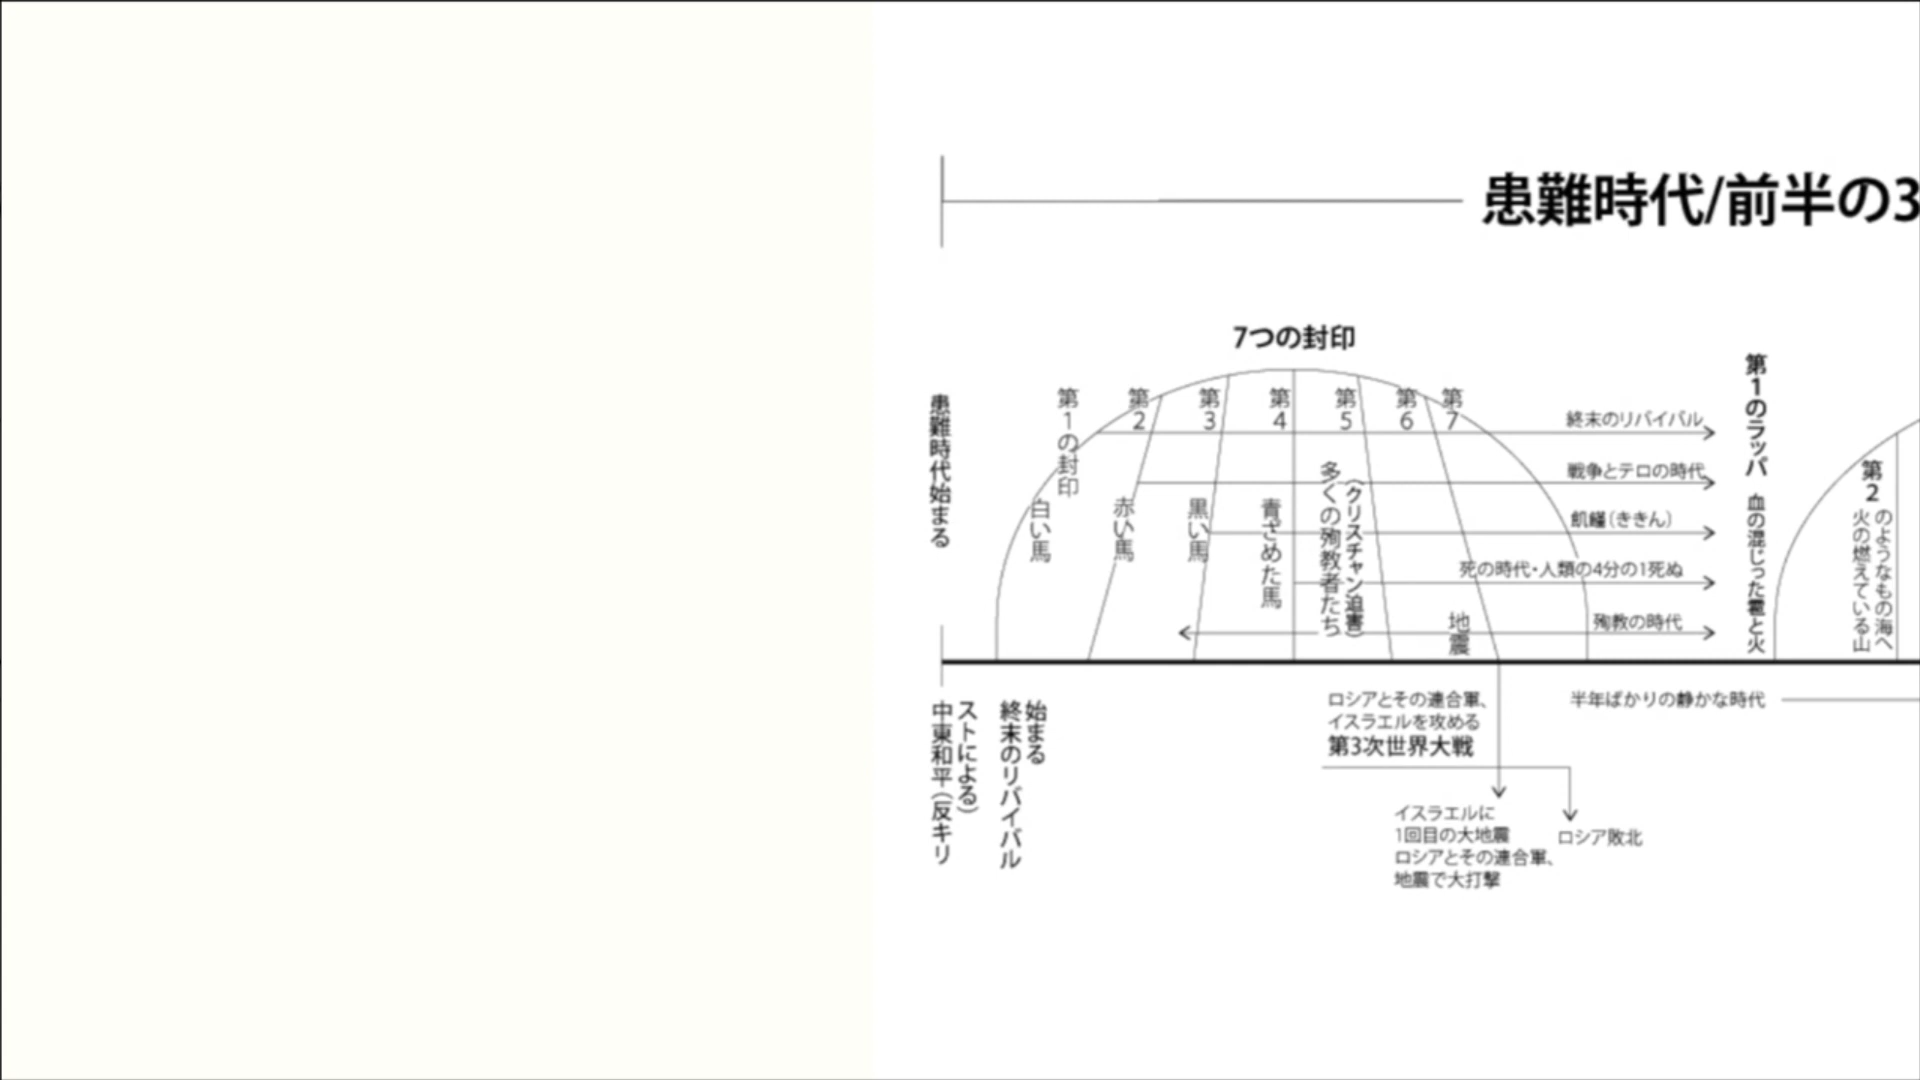 患難時代/前半の3
7つの封印
患難時代始まる
第1の封印
白い馬
第2
赤い馬
第3
黒い馬
第4
青ざめた馬
第5
多くの殉教者たち
（クリスチャン迫害）
第6
地震
第7
終末のリバイバル
戦争とテロの時代
飢饉（ききん）
死の時代・人類の4分の1死ぬ
殉教の時代
第1のラッパ 血の混じった雹と火
第2
のようなもの海へ
火の燃えている山
中東和平（反キリ
ストによる）
終末のリバイバル
始まる
ロシアとその連合軍、
イスラエルを攻める
第3次世界大戦
半年ばかりの静かな時代
イスラエルに
1回目の大地震
ロシアとその連合軍、
地震で大打撃
ロシア敗北